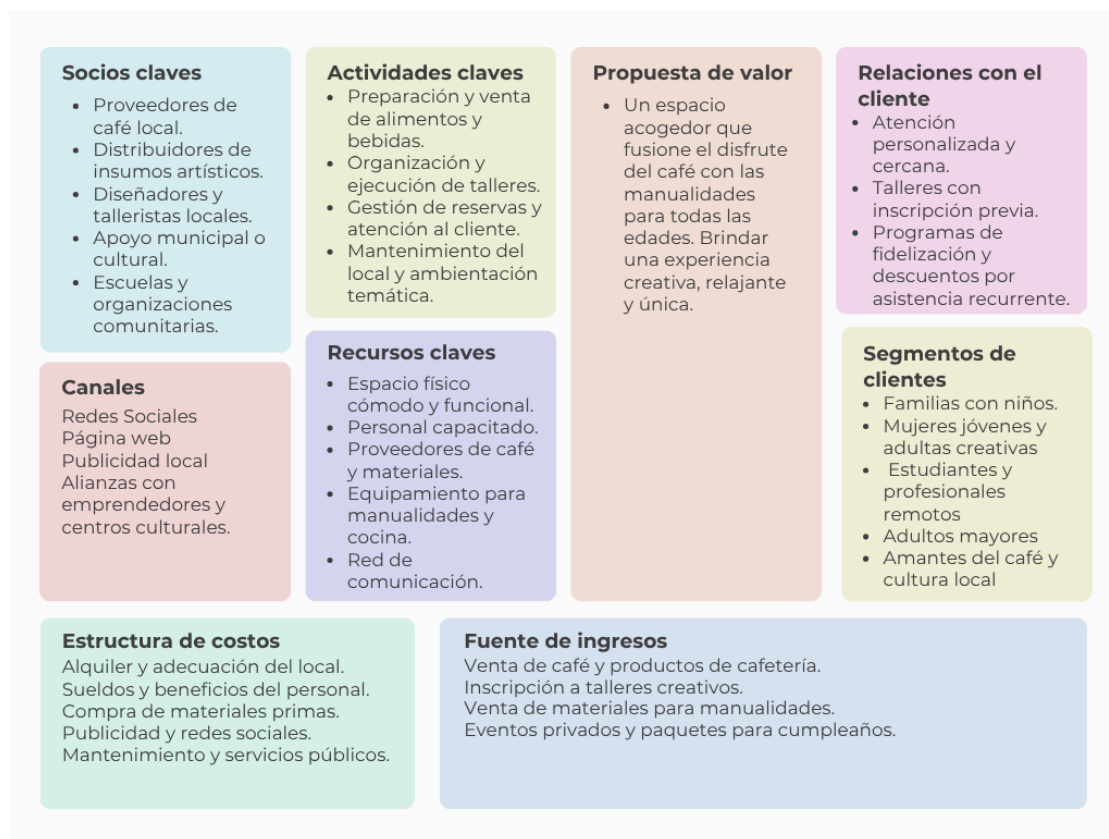 Socios claves
• Proveedores de
café local.
• Distribuidores de
insumos artísticos.
• Diseñadores y
talleristas locales.
• Apoyo municipal o
cultural.
• Escuelas y
organizaciones
comunitarias.
Canales
Redes Sociales
Página web
Publicidad local
Alianzas con
emprendedores y
centros culturales.
Actividades claves
• Preparación y venta
de alimentos y
bebidas.
• Organización y
ejecución de talleres.
• Gestión de reservas y
atención al cliente.
• Mantenimiento del
local y ambientación
temática.
Recursos claves
• Espacio físico
cómodo y funcional.
• Personal capacitado.
• Proveedores de café
y materiales.
• Equipamiento para
manualidades y
cocina.
• Red de
comunicación.
Propuesta de valor
• Un espacio
acogedor que
fusione el disfrute
del café con las
manualidades
para todas las
edades. Brindar
una experiencia
creativa, relajante
y única.
Relaciones con el
cliente
• Atención
personalizada y
cercana.
• Talleres con
inscripción previa.
• Programas de
fidelización y
descuentos por
asistencia recurrente.
Segmentos de
clientes
• Familias con niños.
• Mujeres jóvenes y
adultas creativas
• Estudiantes y
profesionales
remotos
• Adultos mayores
• Amantes del café y
cultura local
Estructura de costos
Alquiler y adecuación del local.
Sueldos y beneficios del personal.
Compra de materiales primas.
Publicidad y redes sociales.
Mantenimiento y servicios públicos.
Fuente de ingresos
Venta de café y productos de cafetería.
Inscripción a talleres creativos.
Venta de materiales para manualidades.
Eventos privados y paquetes para cumpleaños.